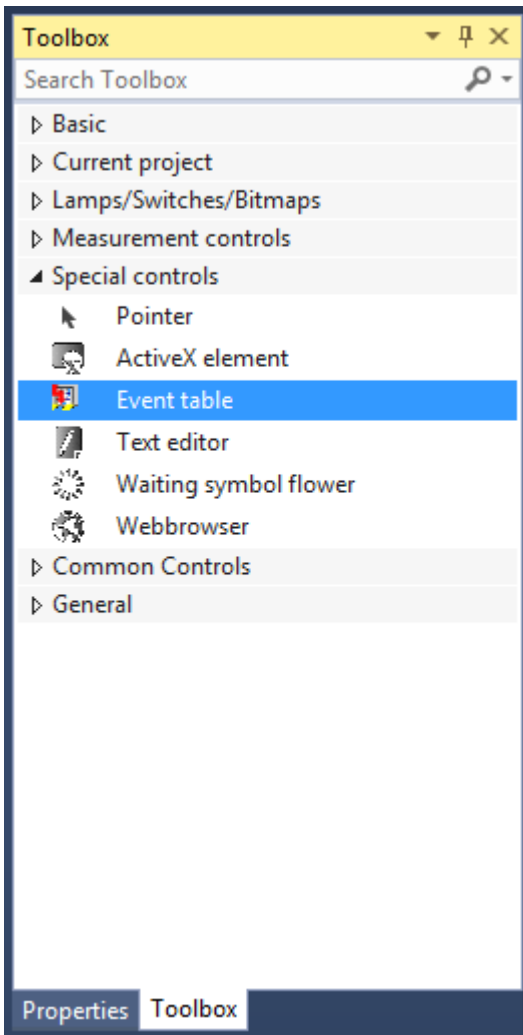 Toolbox
Search Toolbox
Basic
Current project
Lamps/Switches/Bitmaps
Measurement controls
Special controls
Pointer
ActiveX element
Event table
Text editor
Waiting symbol flower
Webbrowser
Common Controls
General
Properties Toolbox